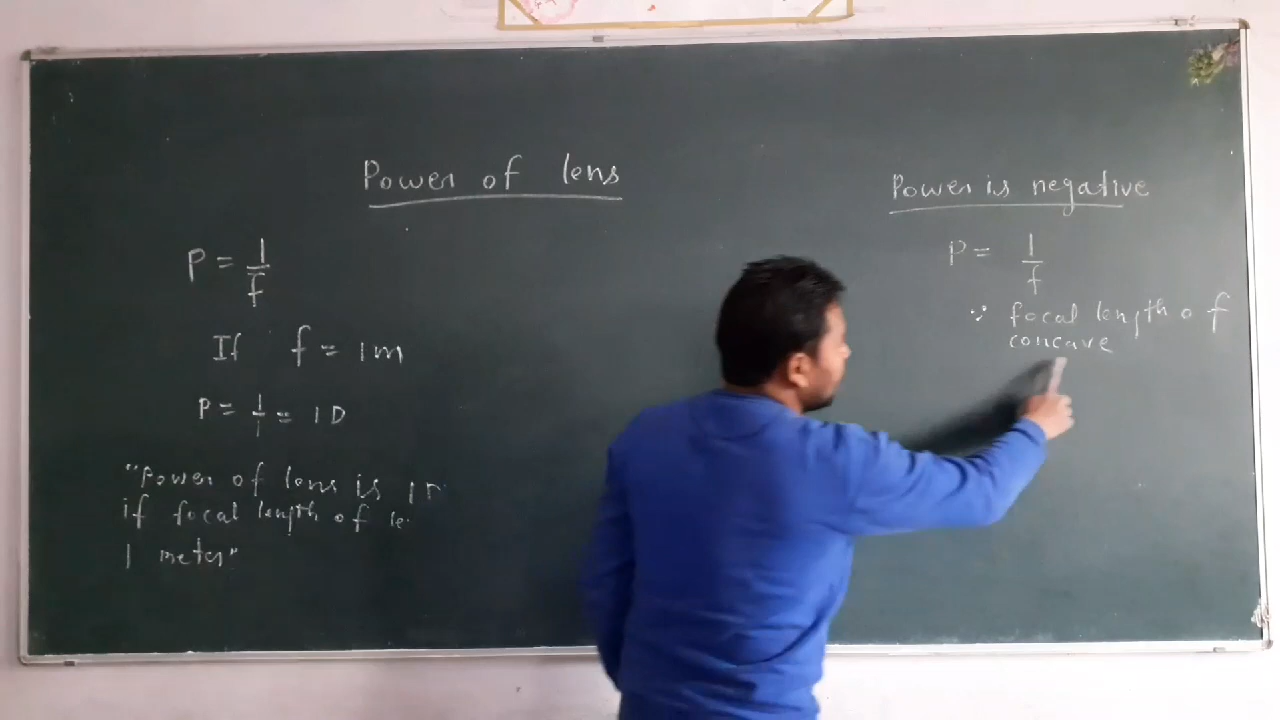 Power of lens
P = 1/f
If f = 1m
P = 1/1 = 1D
"Power of lens is 1
if focal length of le
1 meter"
Power is negative
P = 1/f
∵ focal length of
concave